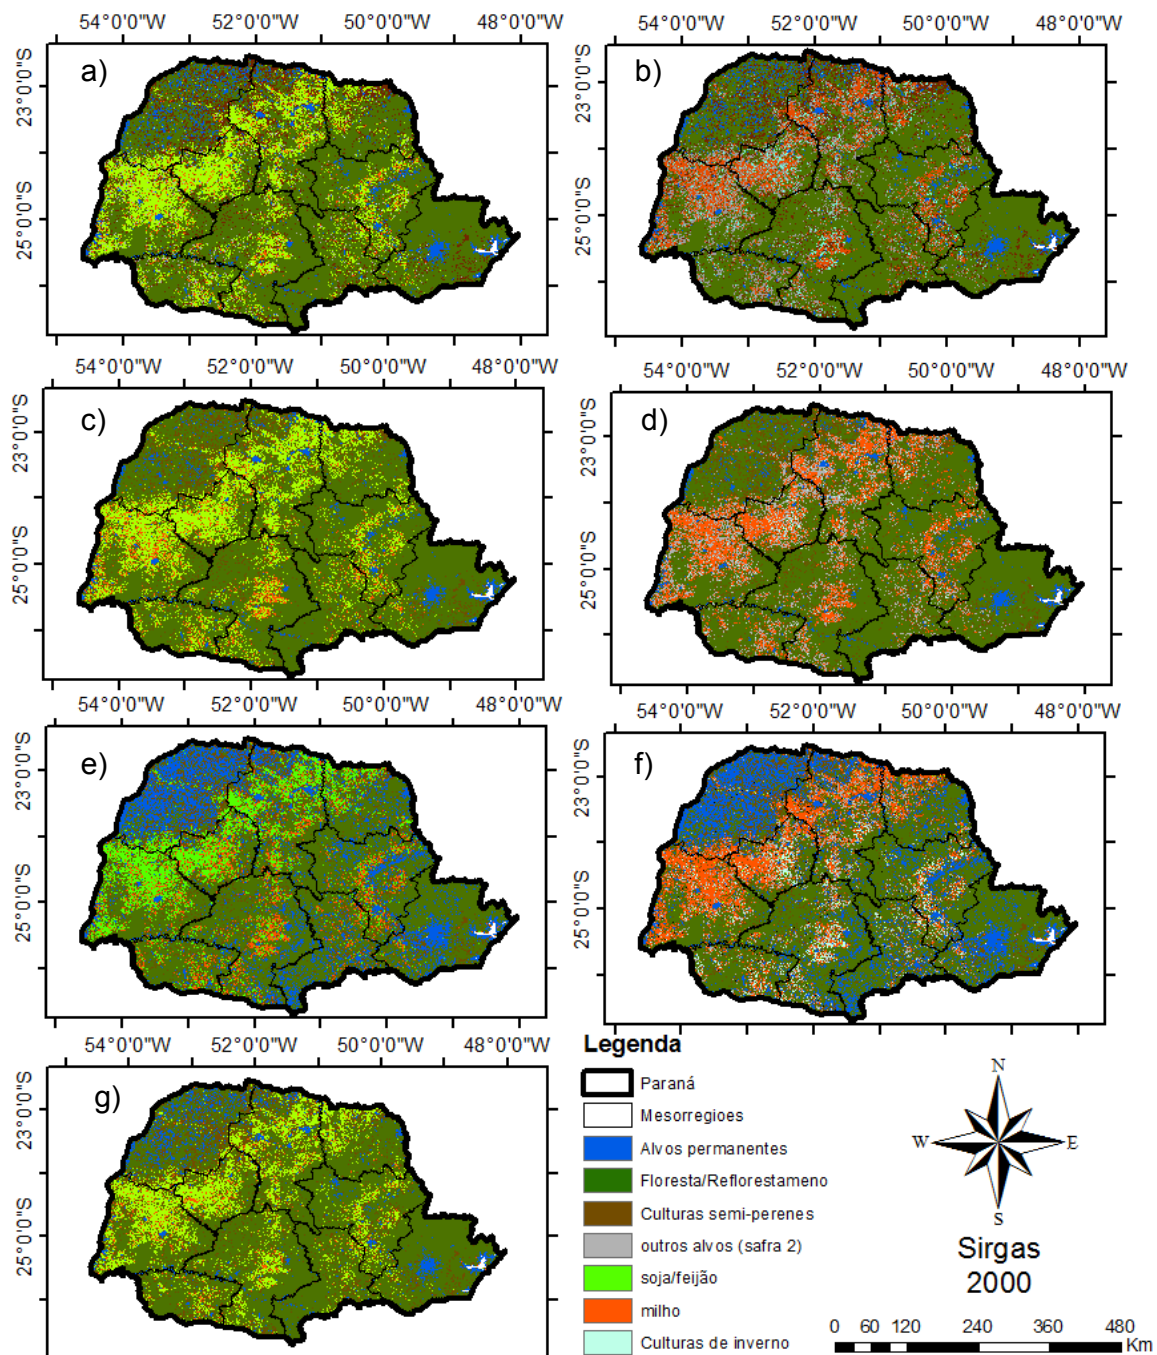 54°0'0"W 52°0'0"W 50°0'0"W 48°0'0"W
54°0'0"W 52°0'0"W 50°0'0"W 48°0'0"W
a)
b)
23°0'0"S
25°0'0"S
23°0'0"S
25°0'0"S
54°0'0"W 52°0'0"W 50°0'0"W 48°0'0"W
54°0'0"W 52°0'0"W 50°0'0"W 48°0'0"W
c)
d)
23°0'0"S
25°0'0"S
23°0'0"S
25°0'0"S
54°0'0"W 52°0'0"W 50°0'0"W 48°0'0"W
54°0'0"W 52°0'0"W 50°0'0"W 48°0'0"W
e)
f)
23°0'0"S
25°0'0"S
23°0'0"S
25°0'0"S
54°0'0"W 52°0'0"W 50°0'0"W 48°0'0"W
g)
23°0'0"S
25°0'0"S
Legenda
Paraná
Mesorregioes
Alvos permanentes
Floresta/Reflorestameno
Culturas semi-perenes
outros alvos (safra 2)
soja/feijão
milho
Culturas de inverno
N
W E
S
Sirgas
2000
0 60 120 240 360 480
Km